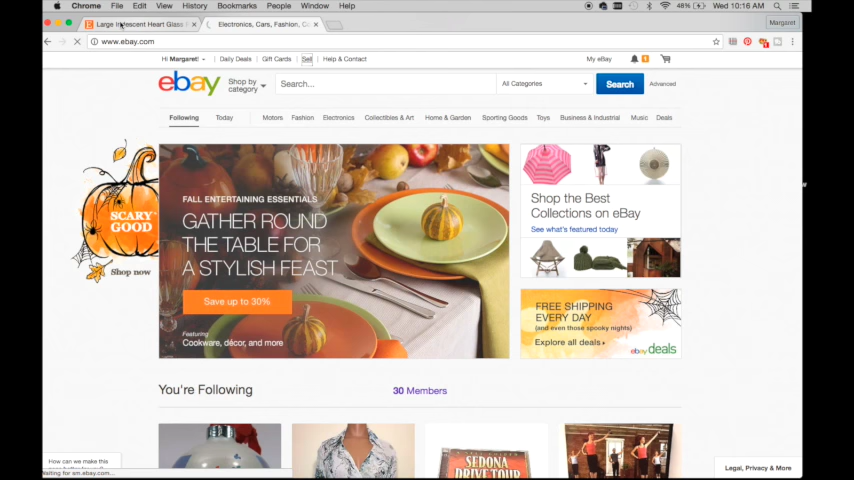 Chrome File Edit View History Bookmarks People Window Help
48% Wed 10:16 AM
Large Iridescent Heart Glass
Electronics, Cars, Fashion, Co
Margaret
www.ebay.com
Hi Margaret! Daily Deals Gift Cards Sell Help & Contact
My eBay 1
ebay
Shop by category
Search...
All Categories
Search
Advanced
Following Today Motors Fashion Electronics Collectibles & Art Home & Garden Sporting Goods Toys Business & Industrial Music Deals
SCARY GOOD
Shop now
FALL ENTERTAINING ESSENTIALS
GATHER ROUND
THE TABLE FOR
A STYLISH FEAST
Save up to 30%
Featuring
Cookware, décor, and more
Shop the Best
Collections on eBay
See what's featured today
FREE SHIPPING
EVERY DAY
(and even those spooky nights)
Explore all deals
ebay deals
You're Following
30 Members
SEDONA
DRIVE TOUR
How can we make this
Waiting for sm.ebay.com...
Legal, Privacy & More